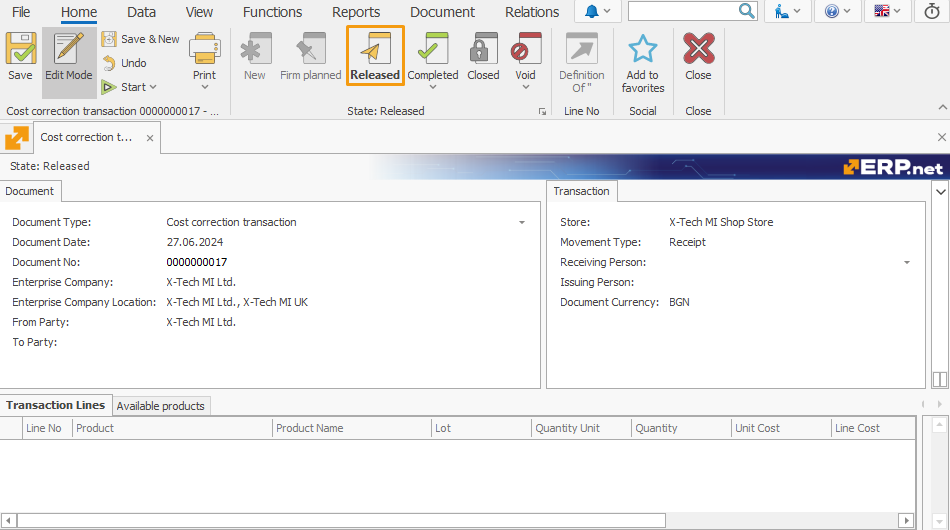 File Home Data View Functions Reports Document Relations
Save Edit Mode Save & New Undo Start Print New Firm planned Released Completed Closed Void Definition Of " Add to favorites Close
Cost correction transaction 0000000017 - ... State: Released Line No Social Close
Cost correction t...
State: Released ERP.net
Document Transaction
Document Type: Cost correction transaction
Document Date: 27.06.2024
Document No: 0000000017
Enterprise Company: X-Tech MI Ltd.
Enterprise Company Location: X-Tech MI Ltd., X-Tech MI UK
From Party: X-Tech MI Ltd.
To Party:
Store: X-Tech MI Shop Store
Movement Type: Receipt
Receiving Person:
Issuing Person:
Document Currency: BGN
Transaction Lines Available products
Line No Product Product Name Lot Quantity Unit Quantity Unit Cost Line Cost